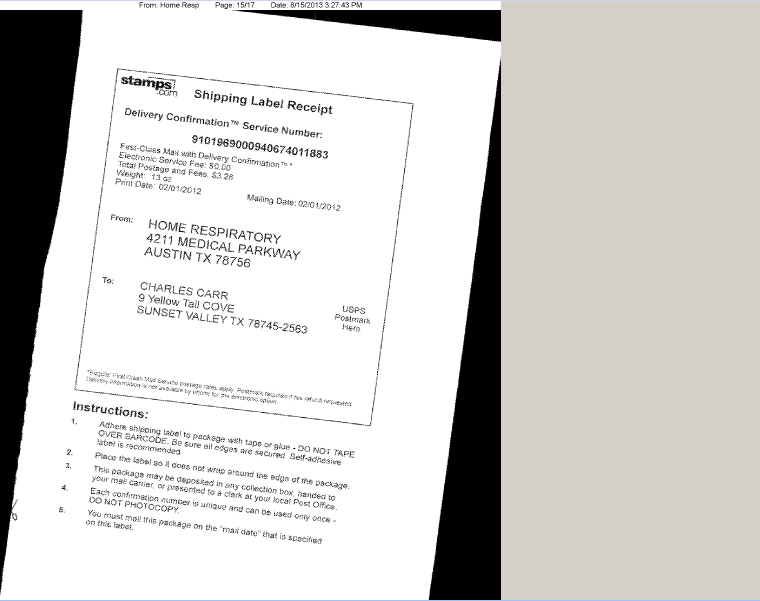 From: Home Resp Page: 15/17 Date: 8/15/2013 3:27:43 PM
stamps.com
Shipping Label Receipt
Delivery Confirmation™ Service Number:
9101969000940674011883
First-Class Mail with Delivery Confirmation™*
Electronic Service Fee: $0.00
Total Postage and Fees: $3.28
Weight: 13 oz
Print Date: 02/01/2012 Mailing Date: 02/01/2012
From: HOME RESPIRATORY
4211 MEDICAL PARKWAY
AUSTIN TX 78756
To: CHARLES CARR
9 Yellow Tail COVE
SUNSET VALLEY TX 78745-2563
USPS
Postmark
Here
*Regular First-Class Mail Service postage rates apply. Postmark required if fee refund requested.
Delivery information is not available by phone for the electronic option.
Instructions:
1. Adhere shipping label to package with tape or glue - DO NOT TAPE
OVER BARCODE. Be sure all edges are secured. Self-adhesive
label is recommended.
2. Place the label so it does not wrap around the edge of the package.
3. This package may be deposited in any collection box, handed to
your mail carrier, or presented to a clerk at your local Post Office.
4. Each confirmation number is unique and can be used only once -
DO NOT PHOTOCOPY.
5. You must mail this package on the "mail date" that is specified
on this label.